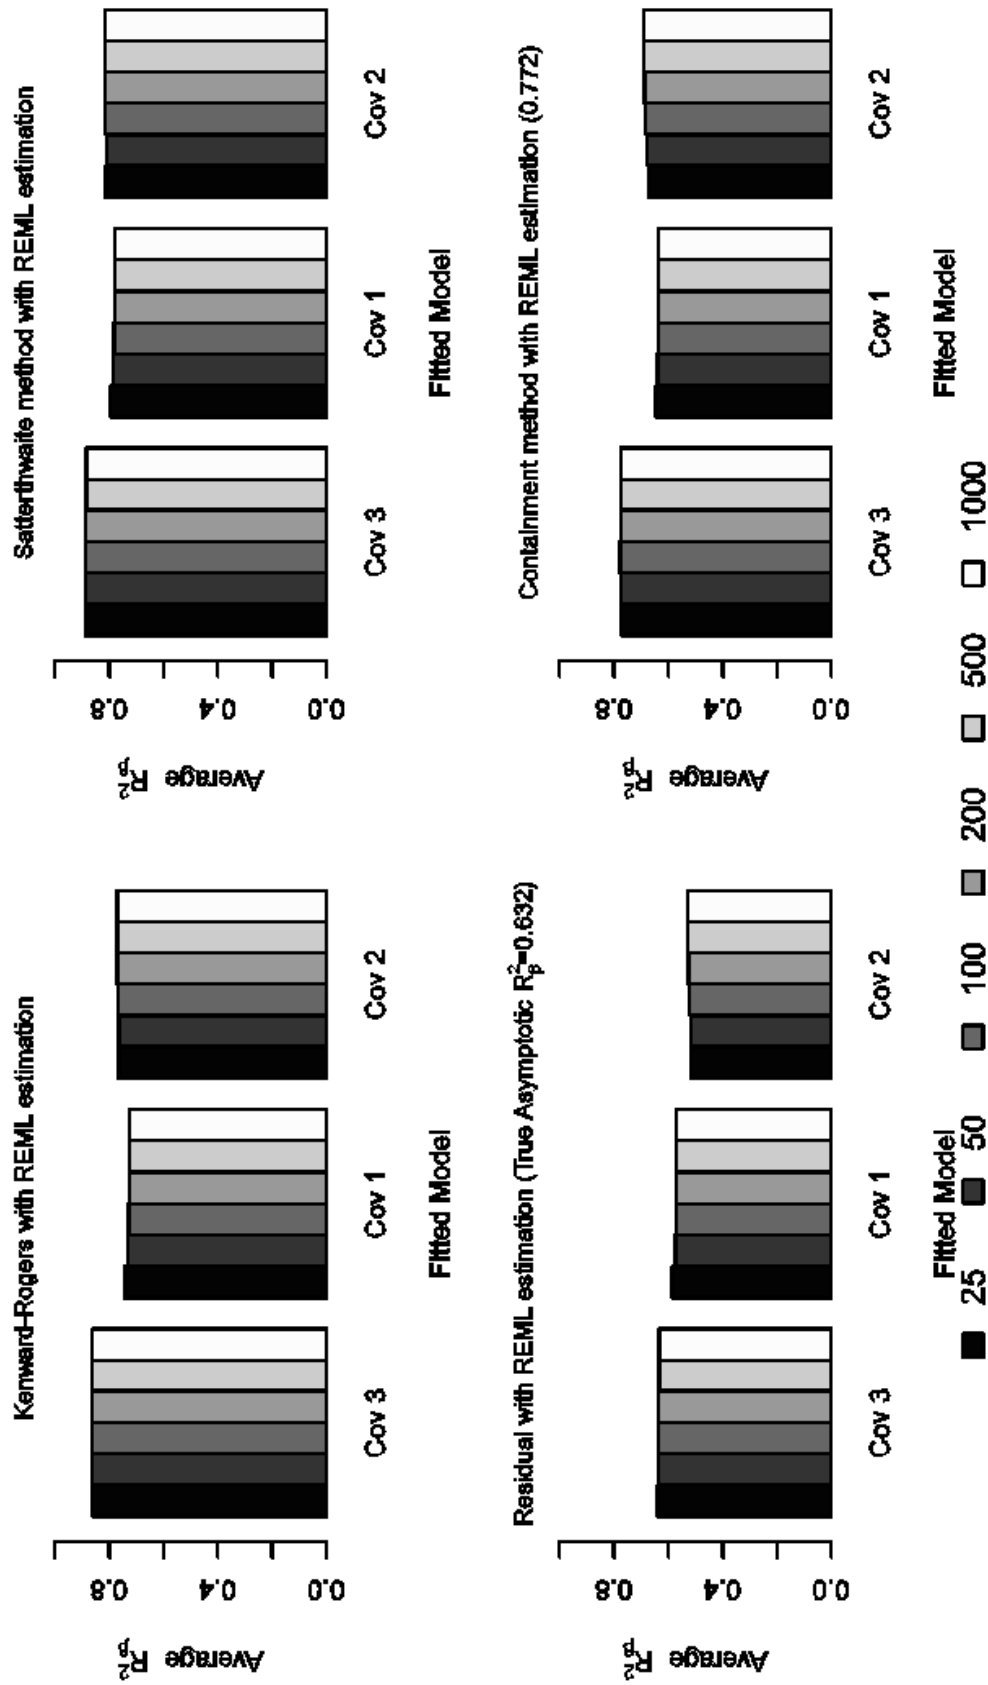 Kenward-Rogers with REML estimation
Average R²β
0.0 0.4 0.8
Cov 3 Cov 1 Cov 2
Fitted Model
Satterthwaite method with REML estimation
Average R²β
0.0 0.4 0.8
Cov 3 Cov 1 Cov 2
Fitted Model
Residual with REML estimation (True Asymptotic R²β=0.632)
Average R²β
0.0 0.4 0.8
Cov 3 Cov 1 Cov 2
Fitted Model
Containment method with REML estimation (0.772)
Average R²β
0.0 0.4 0.8
Cov 3 Cov 1 Cov 2
Fitted Model
25 50 100 200 500 1000